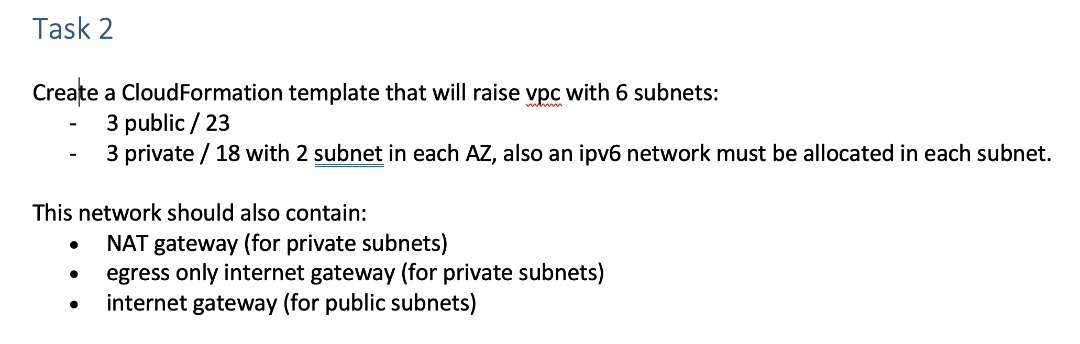 Task 2
Create a CloudFormation template that will raise vpc with 6 subnets:
- 3 public / 23
- 3 private / 18 with 2 subnet in each AZ, also an ipv6 network must be allocated in each subnet.
This network should also contain:
• NAT gateway (for private subnets)
• egress only internet gateway (for private subnets)
• internet gateway (for public subnets)